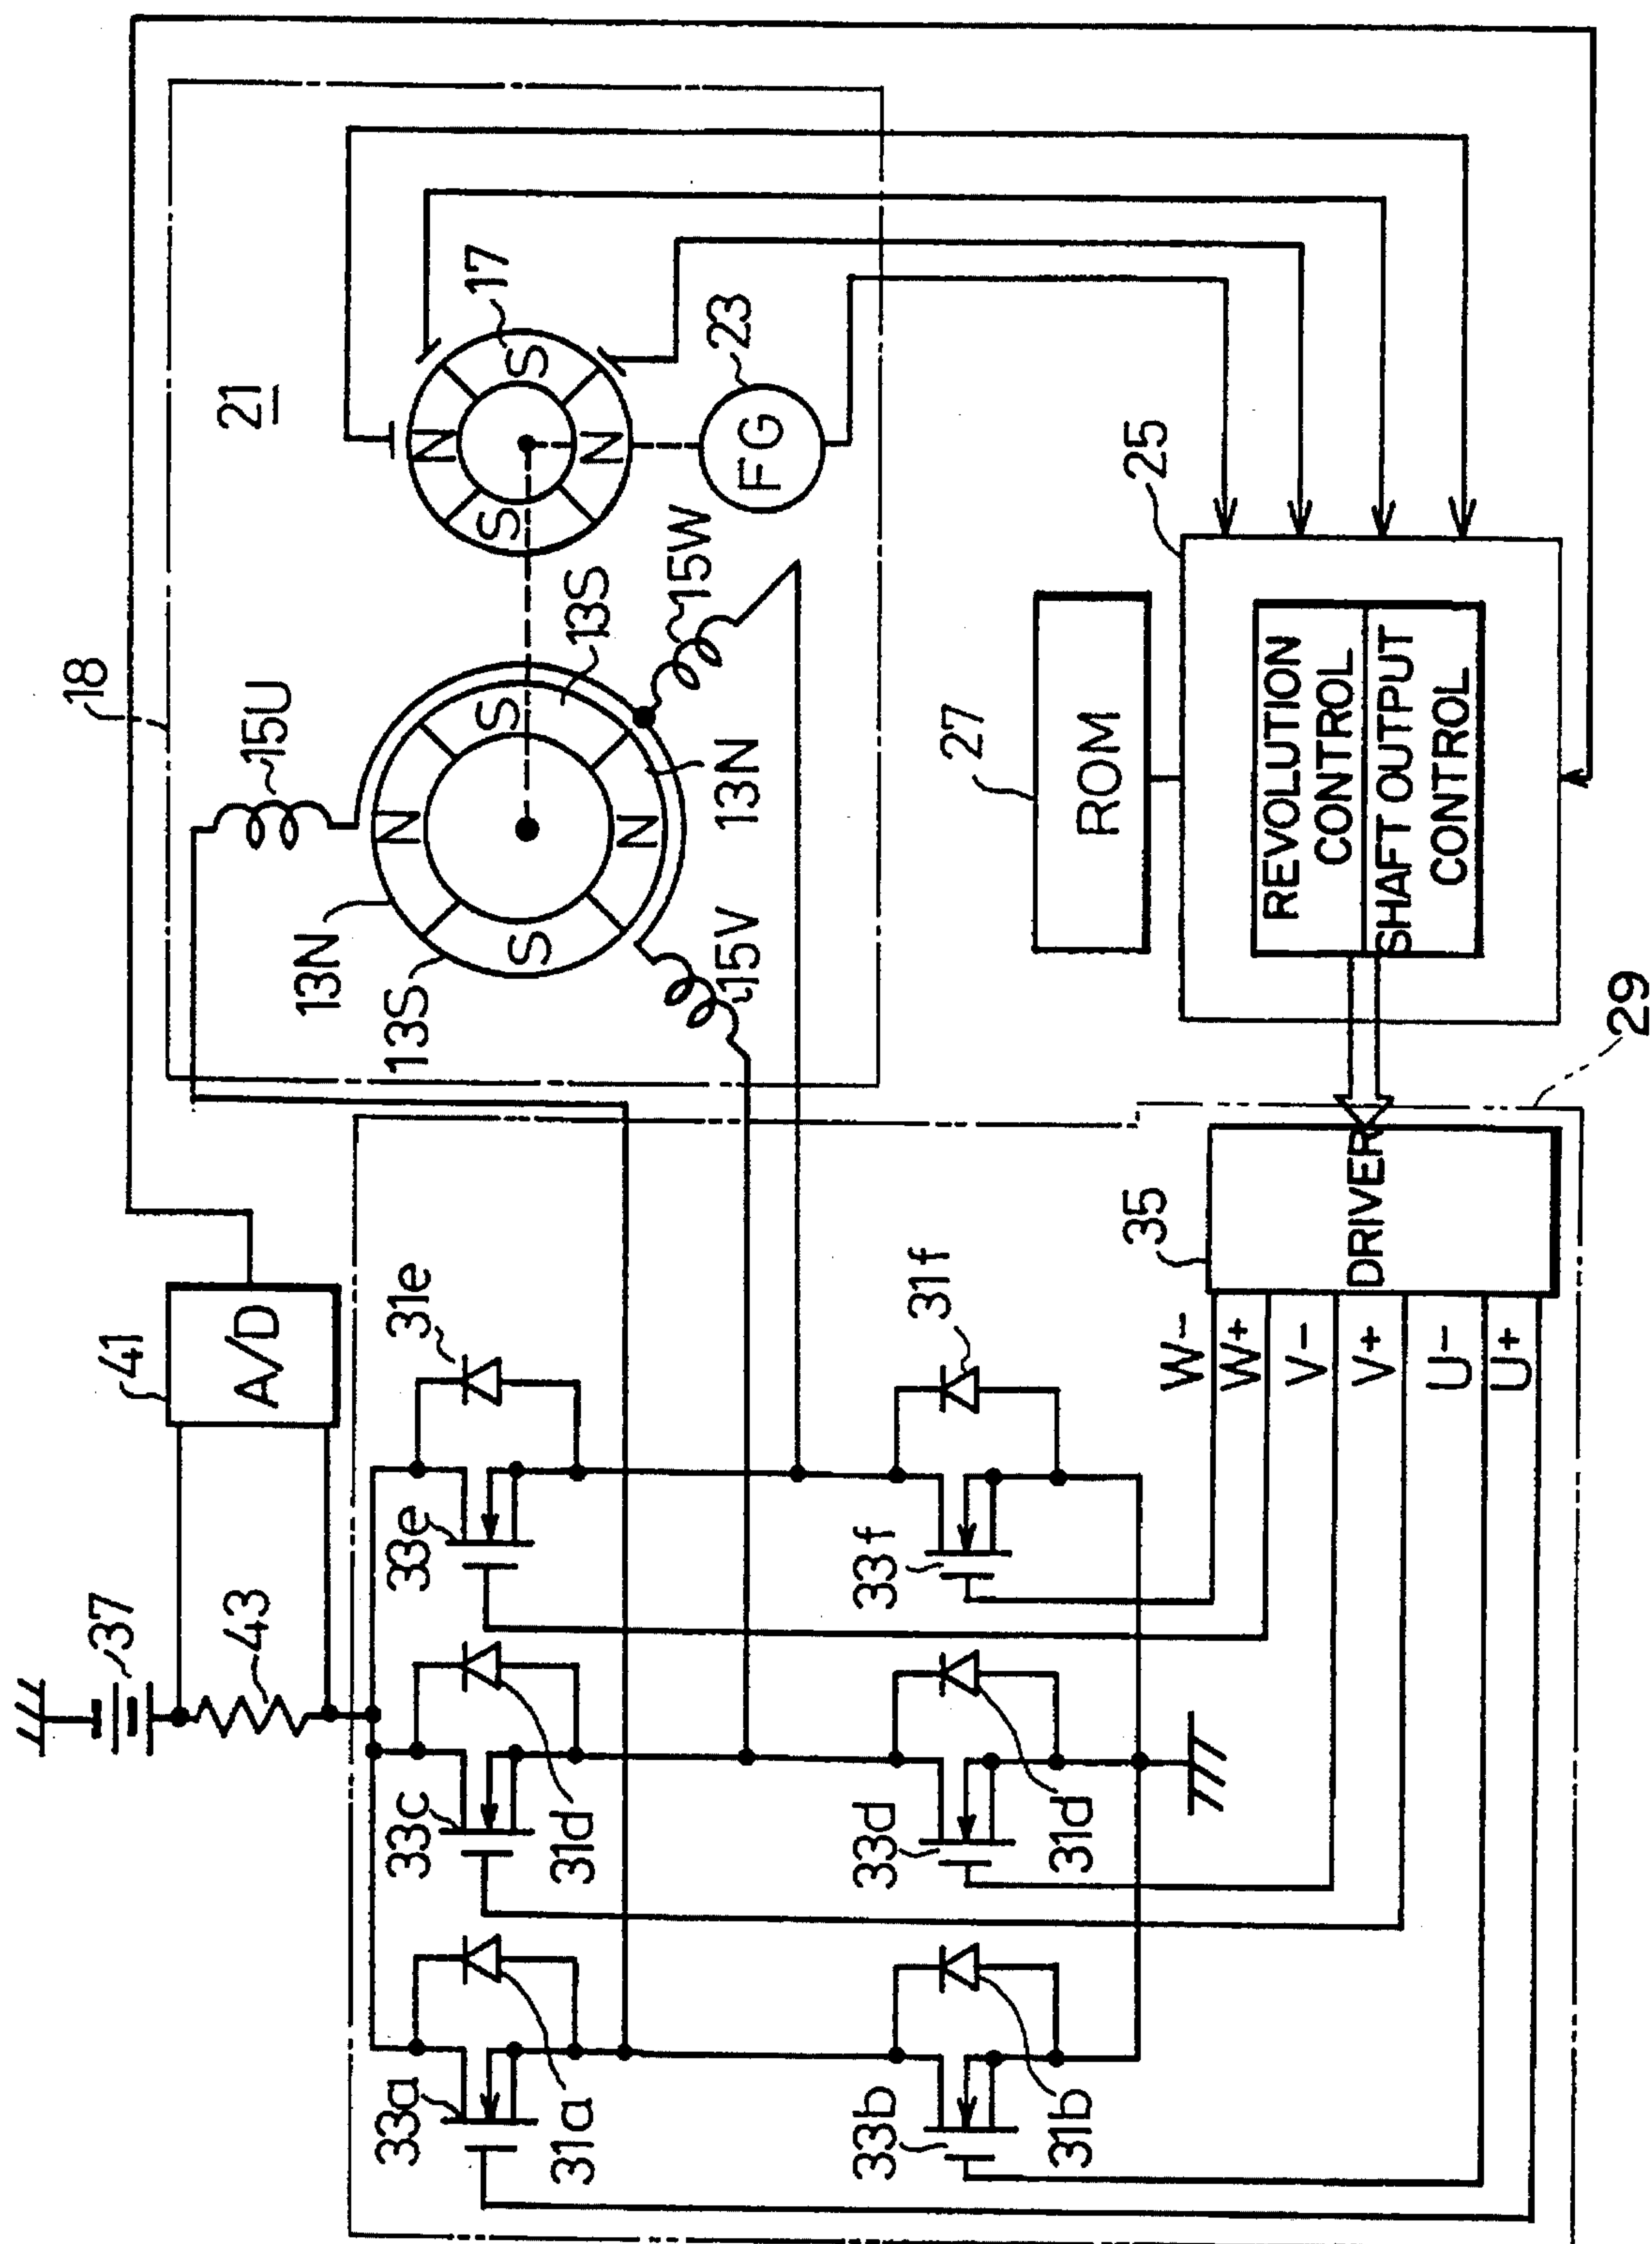 37
43
41
A/D
18
21
15U
13N
13S
N
S
S
N
13S
13N
15V
15W
17
N
S
S
N
23
FG
33a
31a
33c
31d
33e
31e
33b
31b
33d
31d
33f
31f
W-
W+
V-
V+
U-
U+
35
DRIVER
29
27
ROM
25
REVOLUTION
CONTROL
SHAFT OUTPUT
CONTROL